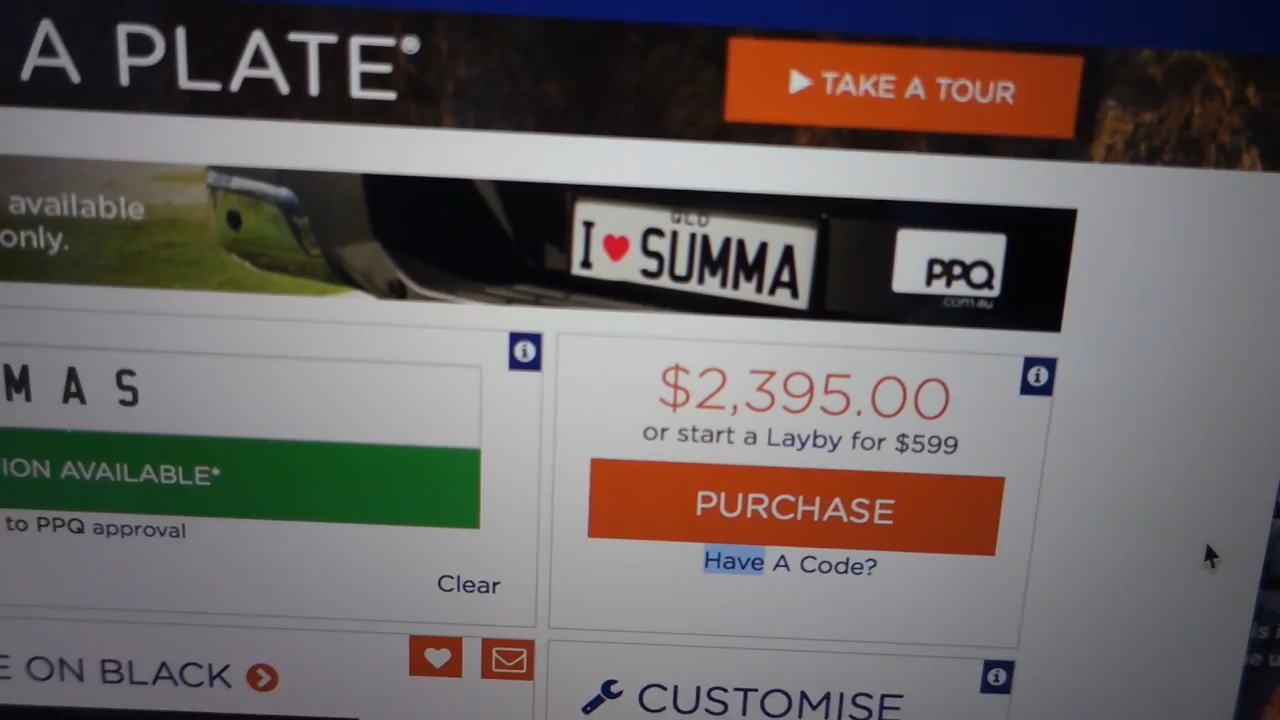 A PLATE®
TAKE A TOUR
available
only.
QLD
I ♥ SUMMA
PPQ
.com.au
M A S
ION AVAILABLE*
to PPQ approval
Clear
$2,395.00
or start a Layby for $599
PURCHASE
Have A Code?
E ON BLACK
CUSTOMISE